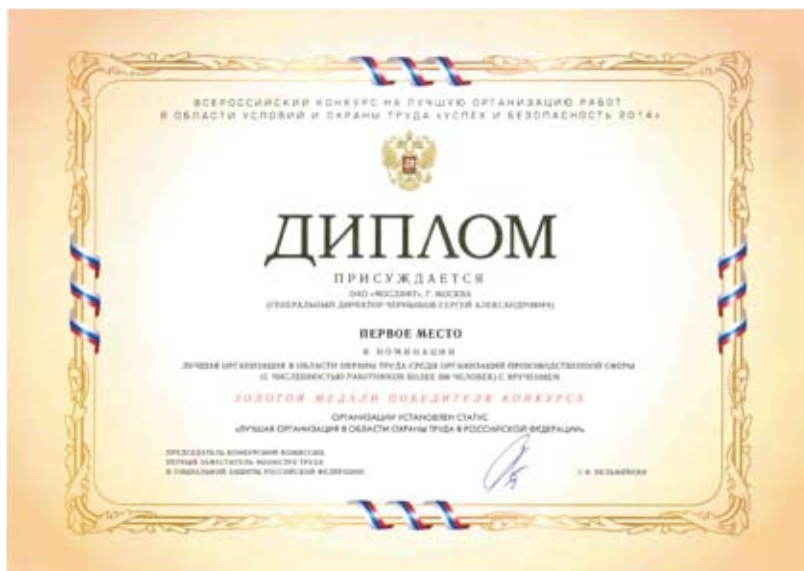 ВСЕРОССИЙСКИЙ КОНКУРС НА ЛУЧШУЮ ОРГАНИЗАЦИЮ РАБОТ
В ОБЛАСТИ УСЛОВИЙ И ОХРАНЫ ТРУДА «УСПЕХ И БЕЗОПАСНОСТЬ 2014»
ДИПЛОМ
ПРИСУЖДАЕТСЯ
ОАО «МОСЛИФТ», Г. МОСКВА
(ГЕНЕРАЛЬНЫЙ ДИРЕКТОР ЧЕРНЫШОВ СЕРГЕЙ АЛЕКСАНДРОВИЧ)
ПЕРВОЕ МЕСТО
В НОМИНАЦИИ
ЛУЧШАЯ ОРГАНИЗАЦИЯ В ОБЛАСТИ ОХРАНЫ ТРУДА СРЕДИ ОРГАНИЗАЦИЙ ПРОИЗВОДСТВЕННОЙ СФЕРЫ
(С ЧИСЛЕННОСТЬЮ РАБОТНИКОВ БОЛЕЕ ЧЕЛОВЕК) С ВРУЧЕНИЕМ
ЗОЛОТОЙ МЕДАЛИ ПОБЕДИТЕЛЯ КОНКУРСА
ОРГАНИЗАЦИИ УСТАНОВЛЕН СТАТУС
«ЛУЧШАЯ ОРГАНИЗАЦИЯ В ОБЛАСТИ ОХРАНЫ ТРУДА В РОССИЙСКОЙ ФЕДЕРАЦИИ»
ПРЕДСЕДАТЕЛЬ КОНКУРСНОЙ КОМИССИИ,
ПЕРВЫЙ ЗАМЕСТИТЕЛЬ МИНИСТРА ТРУДА
И СОЦИАЛЬНОЙ ЗАЩИТЫ РОССИЙСКОЙ ФЕДЕРАЦИИ
С.Ф. ВЕЛЬМЯЙКИН